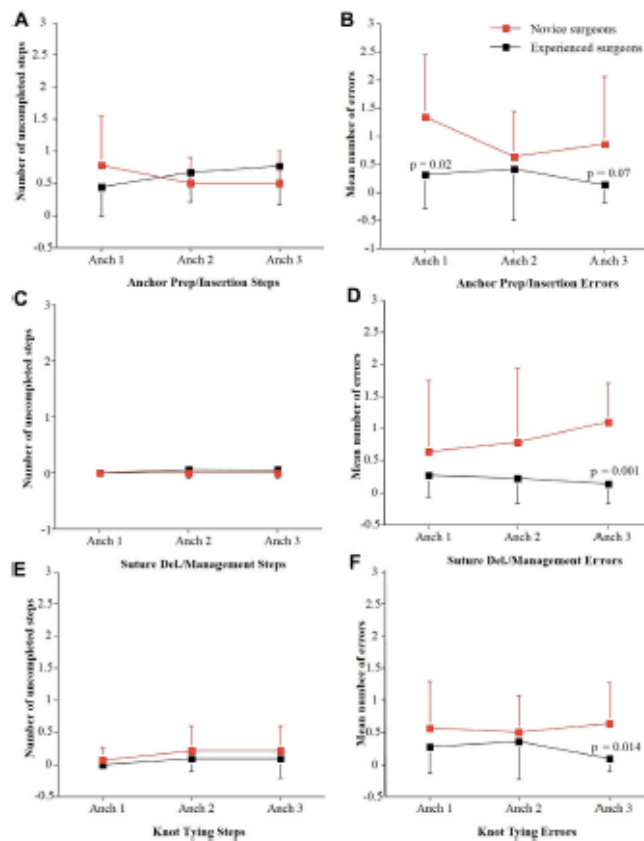 A
Number of uncompleted steps
3
2.5
2
1.5
1
0.5
0
-0.5
Anch 1 Anch 2 Anch 3
Anchor Prep/Insertion Steps
B
Novice surgeons
Experienced surgeons
Mean number of errors
3
2.5
2
1.5
1
0.5
0
-0.5
-1
p = 0.02
p = 0.07
Anch 1 Anch 2 Anch 3
Anchor Prep/Insertion Errors
C
Number of uncompleted steps
3
2
1
0
-1
Anch 1 Anch 2 Anch 3
Suture Del./Management Steps
D
Mean number of errors
3
2.5
2
1.5
1
0.5
0
-0.5
p = 0.001
Anch 1 Anch 2 Anch 3
Suture Del./Management Errors
E
Number of uncompleted steps
3
2.5
2
1.5
1
0.5
0
-0.5
Anch 1 Anch 2 Anch 3
Knot Tying Steps
F
Mean number of errors
3
2.5
2
1.5
1
0.5
0
-0.5
p = 0.014
Anch 1 Anch 2 Anch 3
Knot Tying Errors